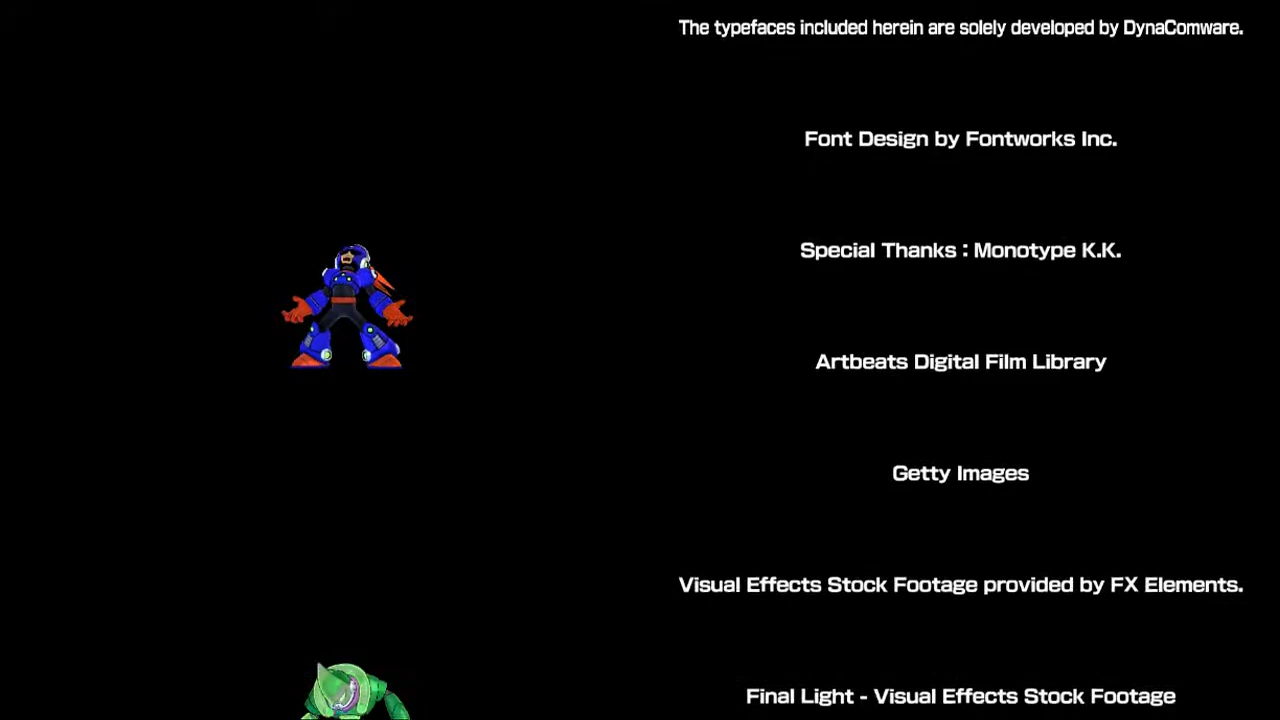 The typefaces included herein are solely developed by DynaComware.
Font Design by Fontworks Inc.
Special Thanks : Monotype K.K.
Artbeats Digital Film Library
Getty Images
Visual Effects Stock Footage provided by FX Elements.
Final Light - Visual Effects Stock Footage